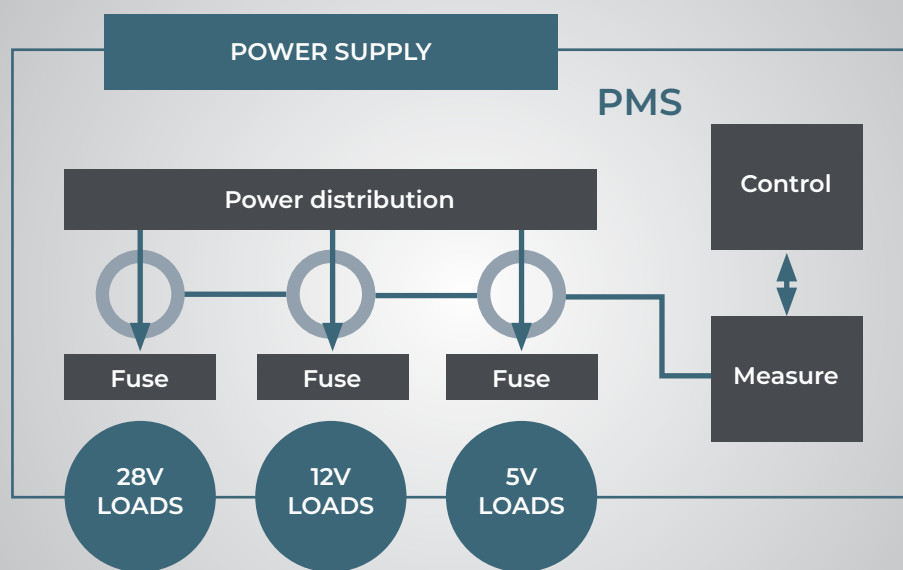 POWER SUPPLY
PMS
Power distribution
Control
Measure
Fuse
Fuse
Fuse
28V
LOADS
12V
LOADS
5V
LOADS